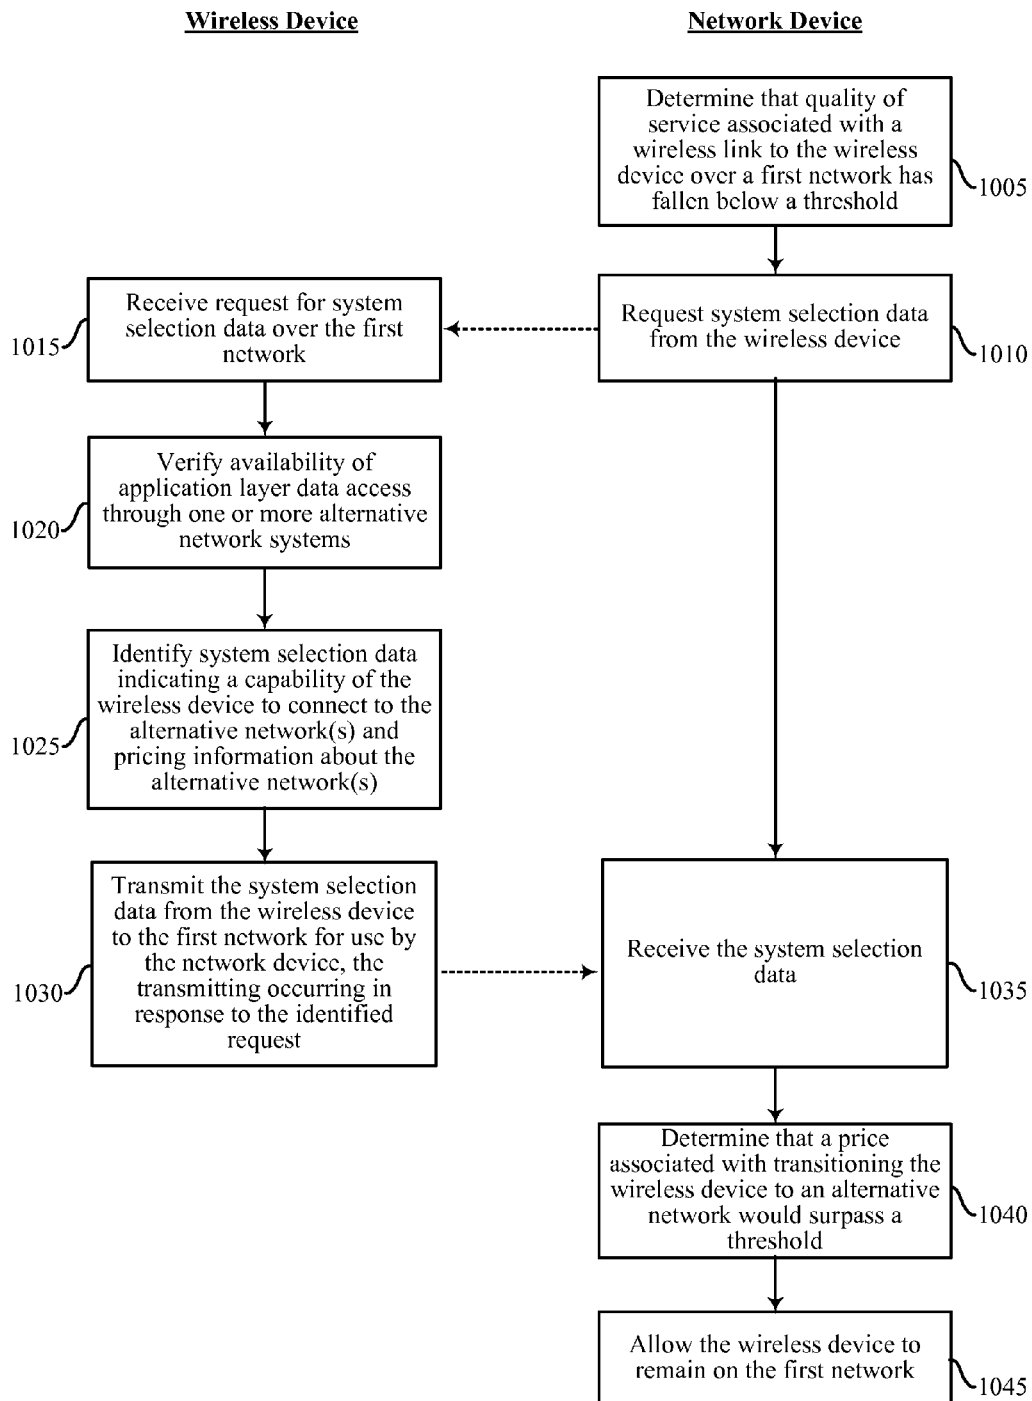 Wireless Device
Network Device
Determine that quality of
service associated with a
wireless link to the wireless
device over a first network has
fallen below a threshold
1005
Receive request for system
selection data over the first
network
1015
Request system selection data
from the wireless device
1010
Verify availability of
application layer data access
through one or more alternative
network systems
1020
Identify system selection data
indicating a capability of the
wireless device to connect to the
alternative network(s) and
pricing information about the
alternative network(s)
1025
Transmit the system selection
data from the wireless device
to the first network for use by
the network device, the
transmitting occurring in
response to the identified
request
1030
Receive the system selection
data
1035
Determine that a price
associated with transitioning the
wireless device to an alternative
network would surpass a
threshold
1040
Allow the wireless device to
remain on the first network
1045